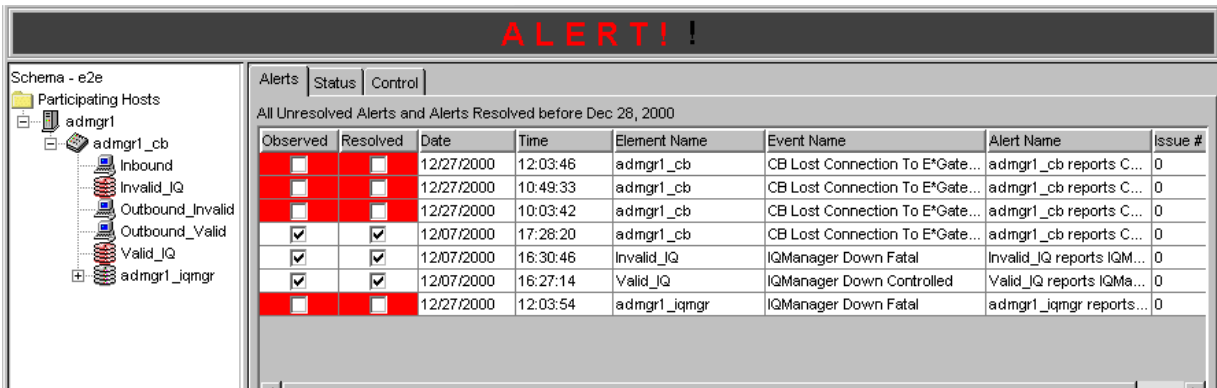 ALERT! !
Schema - e2e
Participating Hosts
admgr1
admgr1_cb
Inbound
Invalid_IQ
Outbound_Invalid
Outbound_Valid
Valid_IQ
admgr1_iqmgr
Alerts Status Control
All Unresolved Alerts and Alerts Resolved before Dec 28, 2000
Observed Resolved Date Time Element Name Event Name Alert Name Issue #
12/27/2000 12:03:46 admgr1_cb CB Lost Connection To E*Gate... admgr1_cb reports C... 0
12/27/2000 10:49:33 admgr1_cb CB Lost Connection To E*Gate... admgr1_cb reports C... 0
12/27/2000 10:03:42 admgr1_cb CB Lost Connection To E*Gate... admgr1_cb reports C... 0
12/07/2000 17:28:20 admgr1_cb CB Lost Connection To E*Gate... admgr1_cb reports C... 0
12/07/2000 16:30:46 Invalid_IQ IQManager Down Fatal Invalid_IQ reports IQM... 0
12/07/2000 16:27:14 Valid_IQ IQManager Down Controlled Valid_IQ reports IQMa... 0
12/27/2000 12:03:54 admgr1_iqmgr IQManager Down Fatal admgr1_iqmgr reports... 0